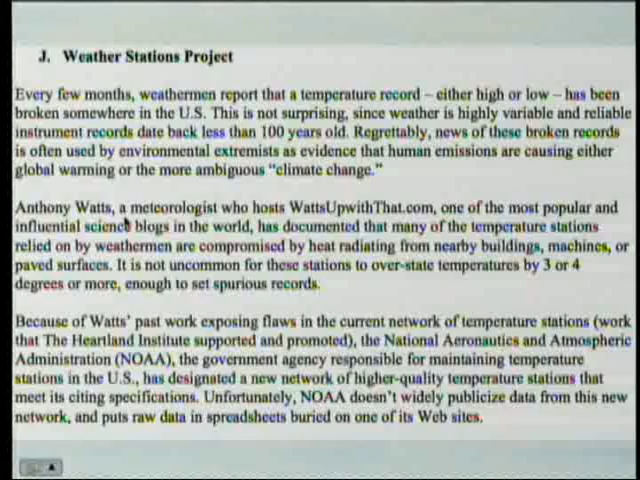 J. Weather Stations Project
Every few months, weathermen report that a temperature record – either high or low – has been
broken somewhere in the U.S. This is not surprising, since weather is highly variable and reliable
instrument records date back less than 100 years old. Regrettably, news of these broken records
is often used by environmental extremists as evidence that human emissions are causing either
global warming or the more ambiguous “climate change.”
Anthony Watts, a meteorologist who hosts WattsUpwithThat.com, one of the most popular and
influential science blogs in the world, has documented that many of the temperature stations
relied on by weathermen are compromised by heat radiating from nearby buildings, machines, or
paved surfaces. It is not uncommon for these stations to over-state temperatures by 3 or 4
degrees or more, enough to set spurious records.
Because of Watts’ past work exposing flaws in the current network of temperature stations (work
that The Heartland Institute supported and promoted), the National Aeronautics and Atmospheric
Administration (NOAA), the government agency responsible for maintaining temperature
stations in the U.S., has designated a new network of higher-quality temperature stations that
meet its citing specifications. Unfortunately, NOAA doesn’t widely publicize data from this new
network, and puts raw data in spreadsheets buried on one of its Web sites.